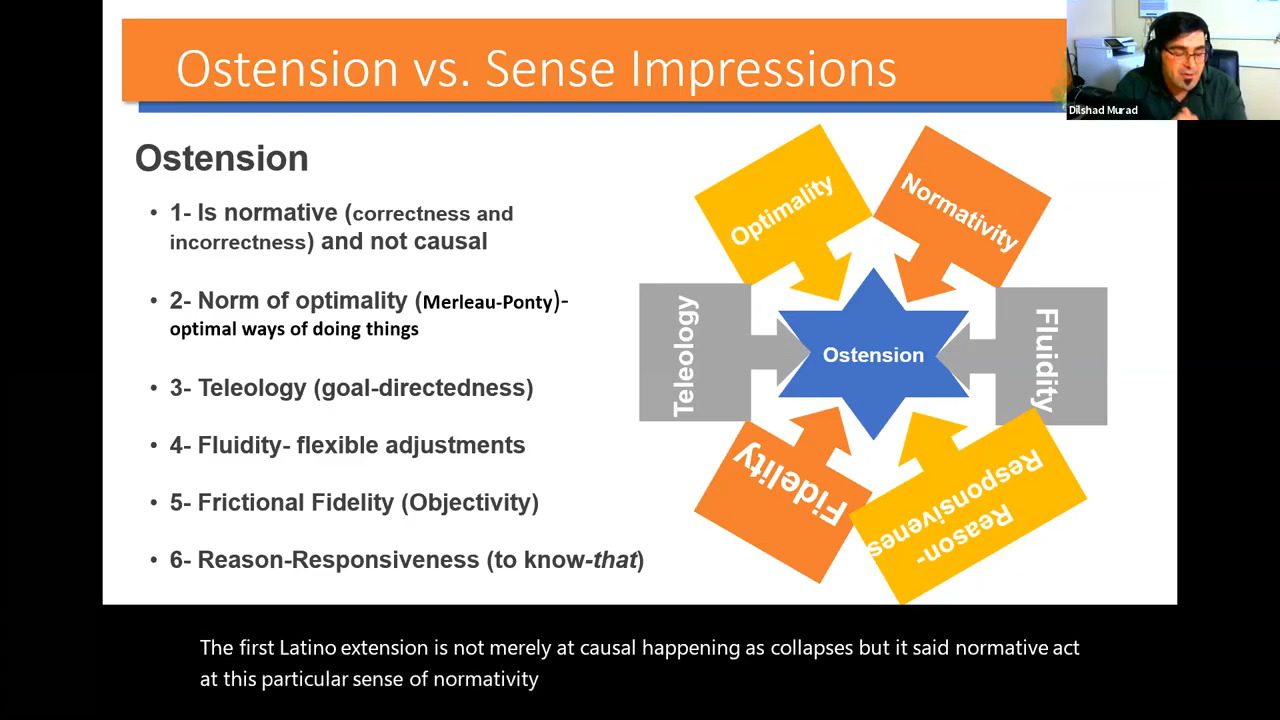 Ostension vs. Sense Impressions
Dilshad Murad
Ostension
• 1- Is normative (correctness and
incorrectness) and not causal
• 2- Norm of optimality (Merleau-Ponty)-
optimal ways of doing things
• 3- Teleology (goal-directedness)
• 4- Fluidity- flexible adjustments
• 5- Frictional Fidelity (Objectivity)
• 6- Reason-Responsiveness (to know-that)
Optimality
Normativity
Teleology
Ostension
Fluidity
Fidelity
Reason-
Responsivenes
The first Latino extension is not merely at causal happening as collapses but it said normative act
at this particular sense of normativity